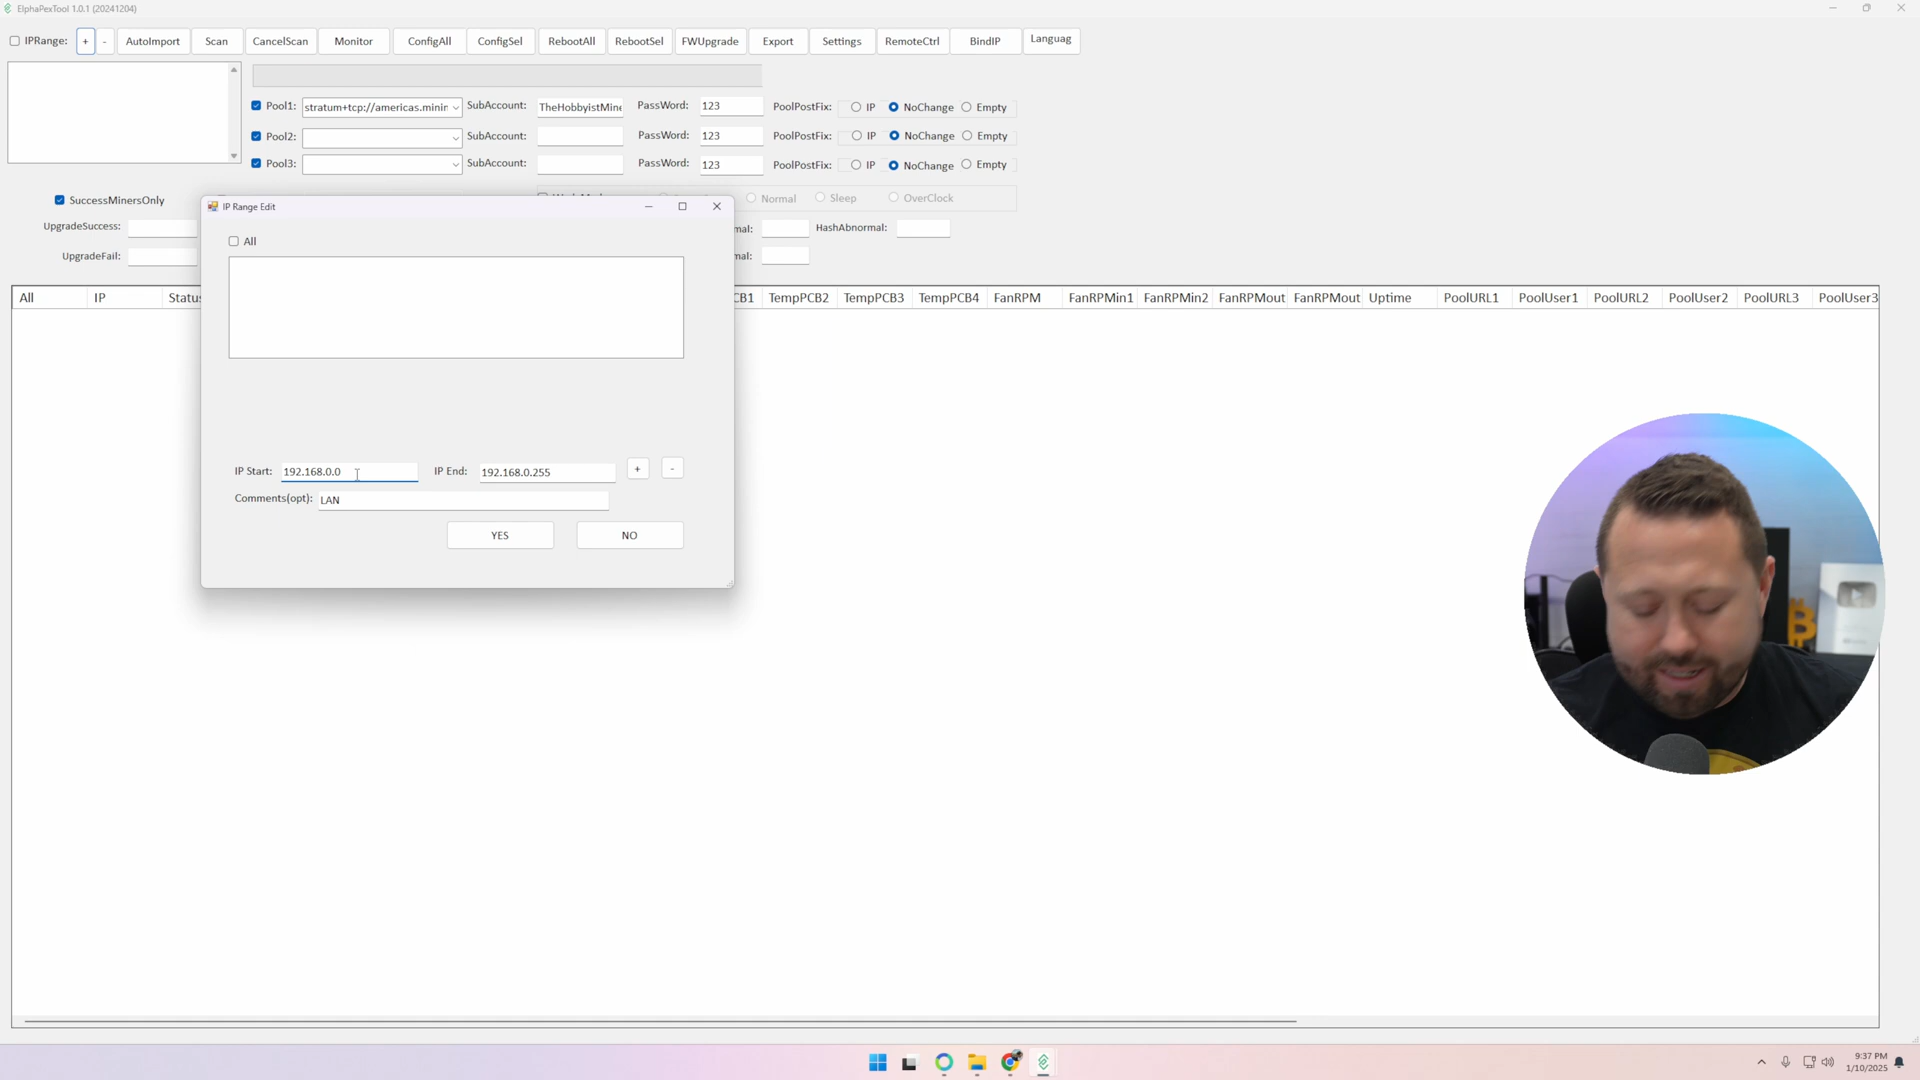 ElphaPexTool 1.0.1 (20241204)
IPRange: + - AutoImport Scan CancelScan Monitor ConfigAll ConfigSel RebootAll RebootSel FWUpgrade Export Settings RemoteCtrl BindIP Languag
Pool1: stratum+tcp://americas.minin SubAccount: TheHobbyistMine PassWord: 123 PoolPostFix: IP NoChange Empty
Pool2: SubAccount: PassWord: 123 PoolPostFix: IP NoChange Empty
Pool3: SubAccount: PassWord: 123 PoolPostFix: IP NoChange Empty
SuccessMinersOnly
Normal Sleep OverClock
UpgradeSuccess: mal: HashAbnormal:
UpgradeFail: mal:
IP Range Edit
All
IP Start: 192.168.0.0 IP End: 192.168.0.255 + -
Comments(opt): LAN
YES NO
All IP Status CB1 TempPCB2 TempPCB3 TempPCB4 FanRPM FanRPMin1 FanRPMin2 FanRPMout FanRPMout Uptime PoolURL1 PoolUser1 PoolURL2 PoolUser2 PoolURL3 PoolUser3
9:37 PM
1/10/2025